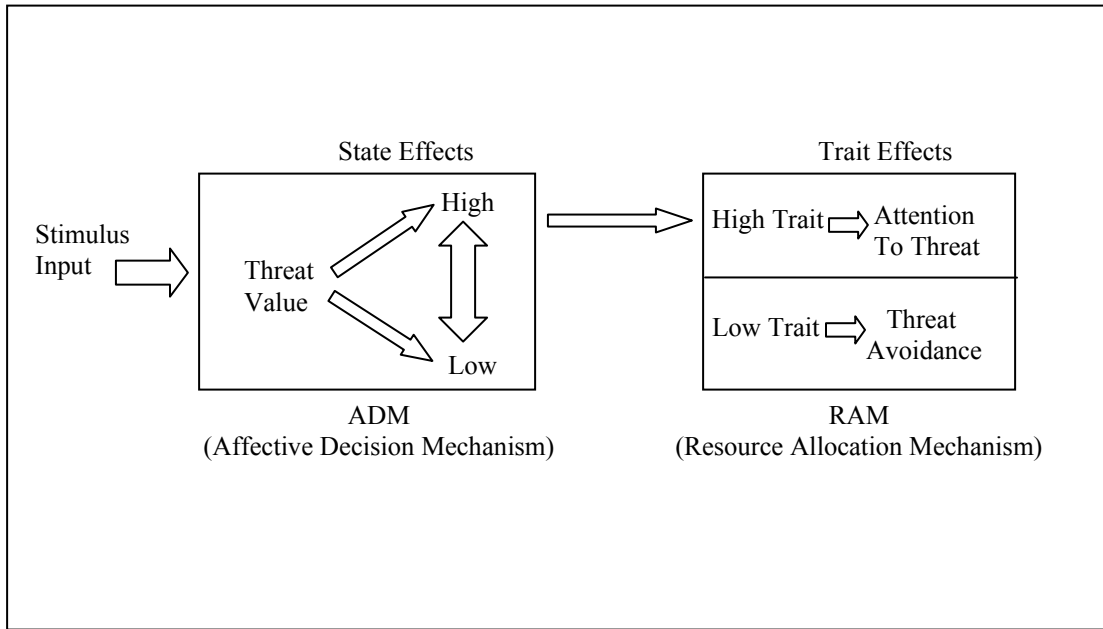 Stimulus
Input
State Effects
Threat
Value
High
Low
ADM
(Affective Decision Mechanism)
Trait Effects
High Trait
Attention
To Threat
Low Trait
Threat
Avoidance
RAM
(Resource Allocation Mechanism)